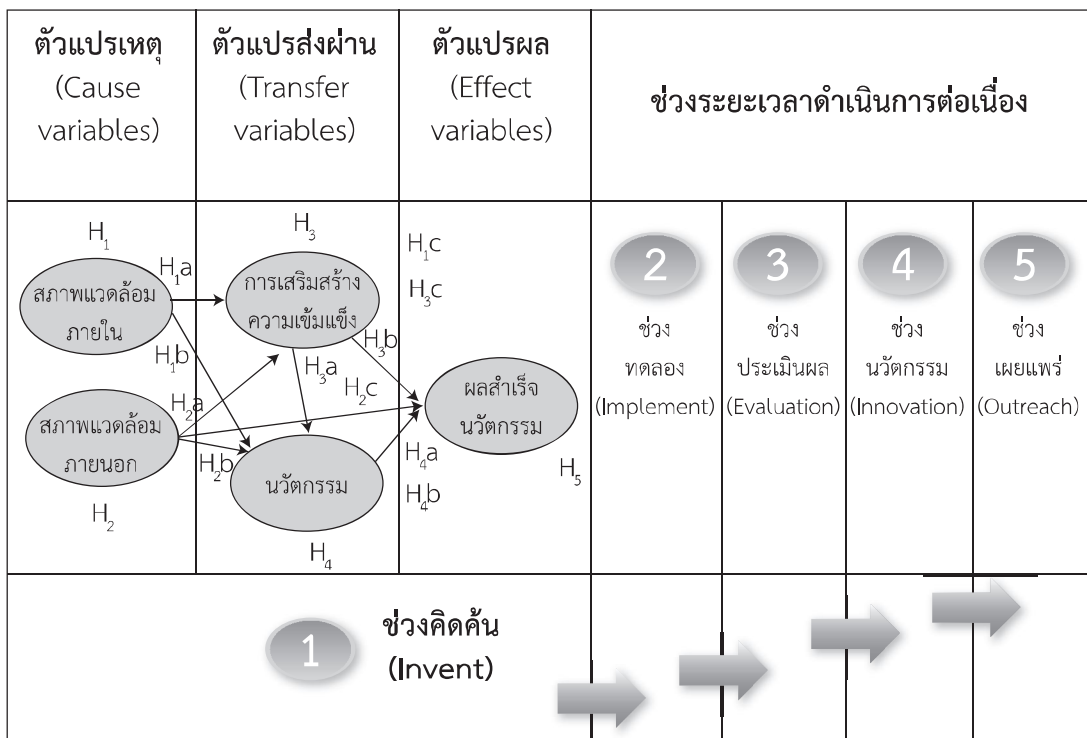 ตัวแปรเหตุ
(Cause
variables)
ตัวแปรส่งผ่าน
(Transfer
variables)
ตัวแปรผล
(Effect
variables)
ช่วงระยะเวลาดำเนินการต่อเนื่อง
H₁
H₁a
สภาพแวดล้อม
ภายใน
H₁b
H₂a
สภาพแวดล้อม
ภายนอก
H₂b
H₂
H₃
การเสริมสร้าง
ความเข้มแข็ง
H₃b
H₃a
H₂c
นวัตกรรม
H₄
H₁c
H₃c
ผลสำเร็จ
นวัตกรรม
H₄a
H₄b
H₅
2
ช่วง
ทดลอง
(Implement)
3
ช่วง
ประเมินผล
(Evaluation)
4
ช่วง
นวัตกรรม
(Innovation)
5
ช่วง
เผยแพร่
(Outreach)
1
ช่วงคิดค้น
(Invent)